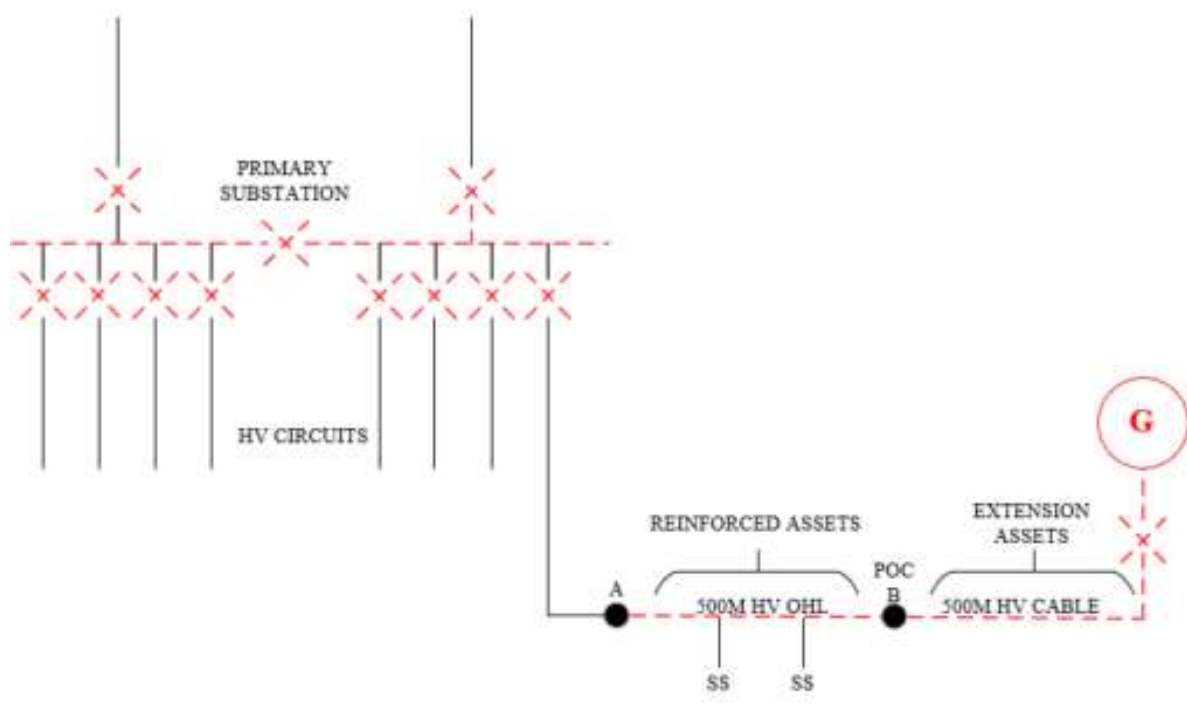 PRIMARY
SUBSTATION
HV CIRCUITS
G
REINFORCED ASSETS
EXTENSION
ASSETS
A
500M HV OHL
POC
B
500M HV CABLE
SS
SS